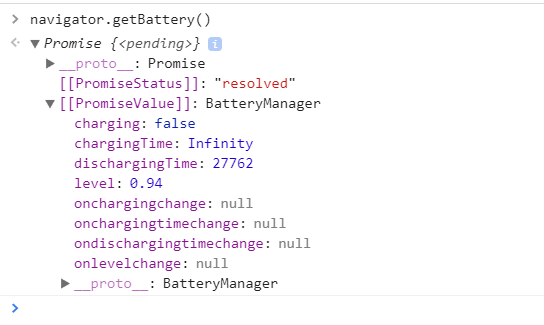 navigator.getBattery()
Promise {<pending>} i
__proto__: Promise
[[PromiseStatus]]: "resolved"
[[PromiseValue]]: BatteryManager
charging: false
chargingTime: Infinity
dischargingTime: 27762
level: 0.94
onchargingchange: null
onchargingtimechange: null
ondischargingtimechange: null
onlevelchange: null
__proto__: BatteryManager